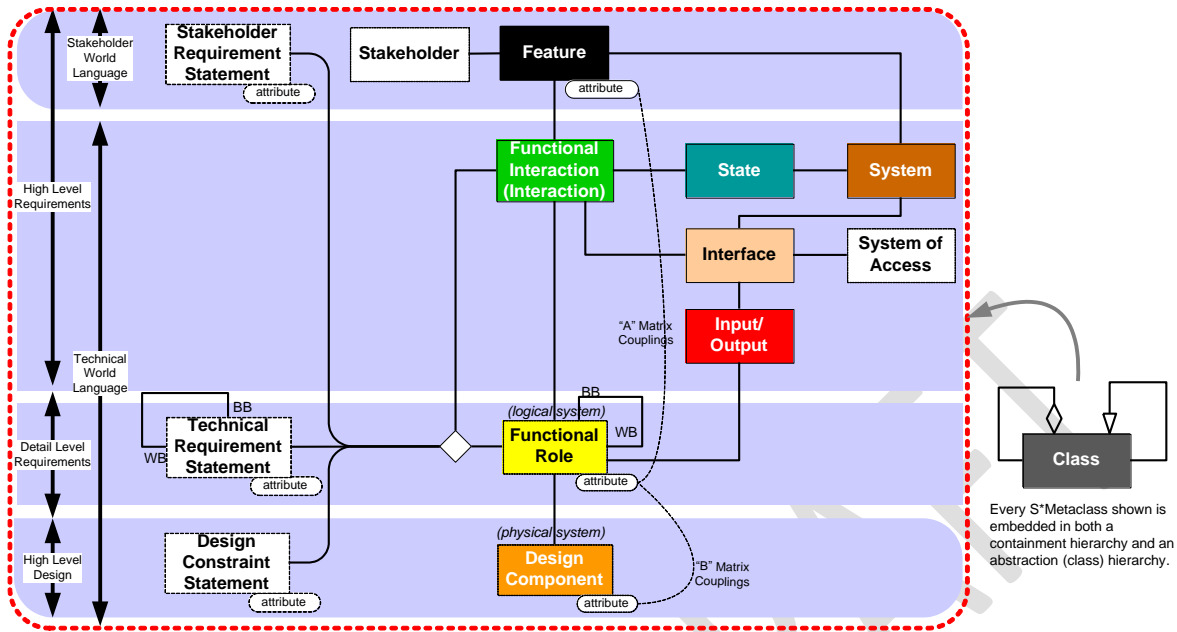 Stakeholder
World
Language
Stakeholder
Requirement
Statement
attribute
Stakeholder
Feature
attribute
High Level
Requirements
Functional
Interaction
(Interaction)
State
System
Interface
System of
Access
"A" Matrix
Couplings
Input/
Output
Technical
World
Language
Detail Level
Requirements
BB
WB
Technical
Requirement
Statement
attribute
(logical system)
BB
WB
Functional
Role
attribute
Class
Every S*Metaclass shown is
embedded in both a
containment hierarchy and an
abstraction (class) hierarchy.
High Level
Design
Design
Constraint
Statement
attribute
(physical system)
Design
Component
attribute
"B" Matrix
Couplings